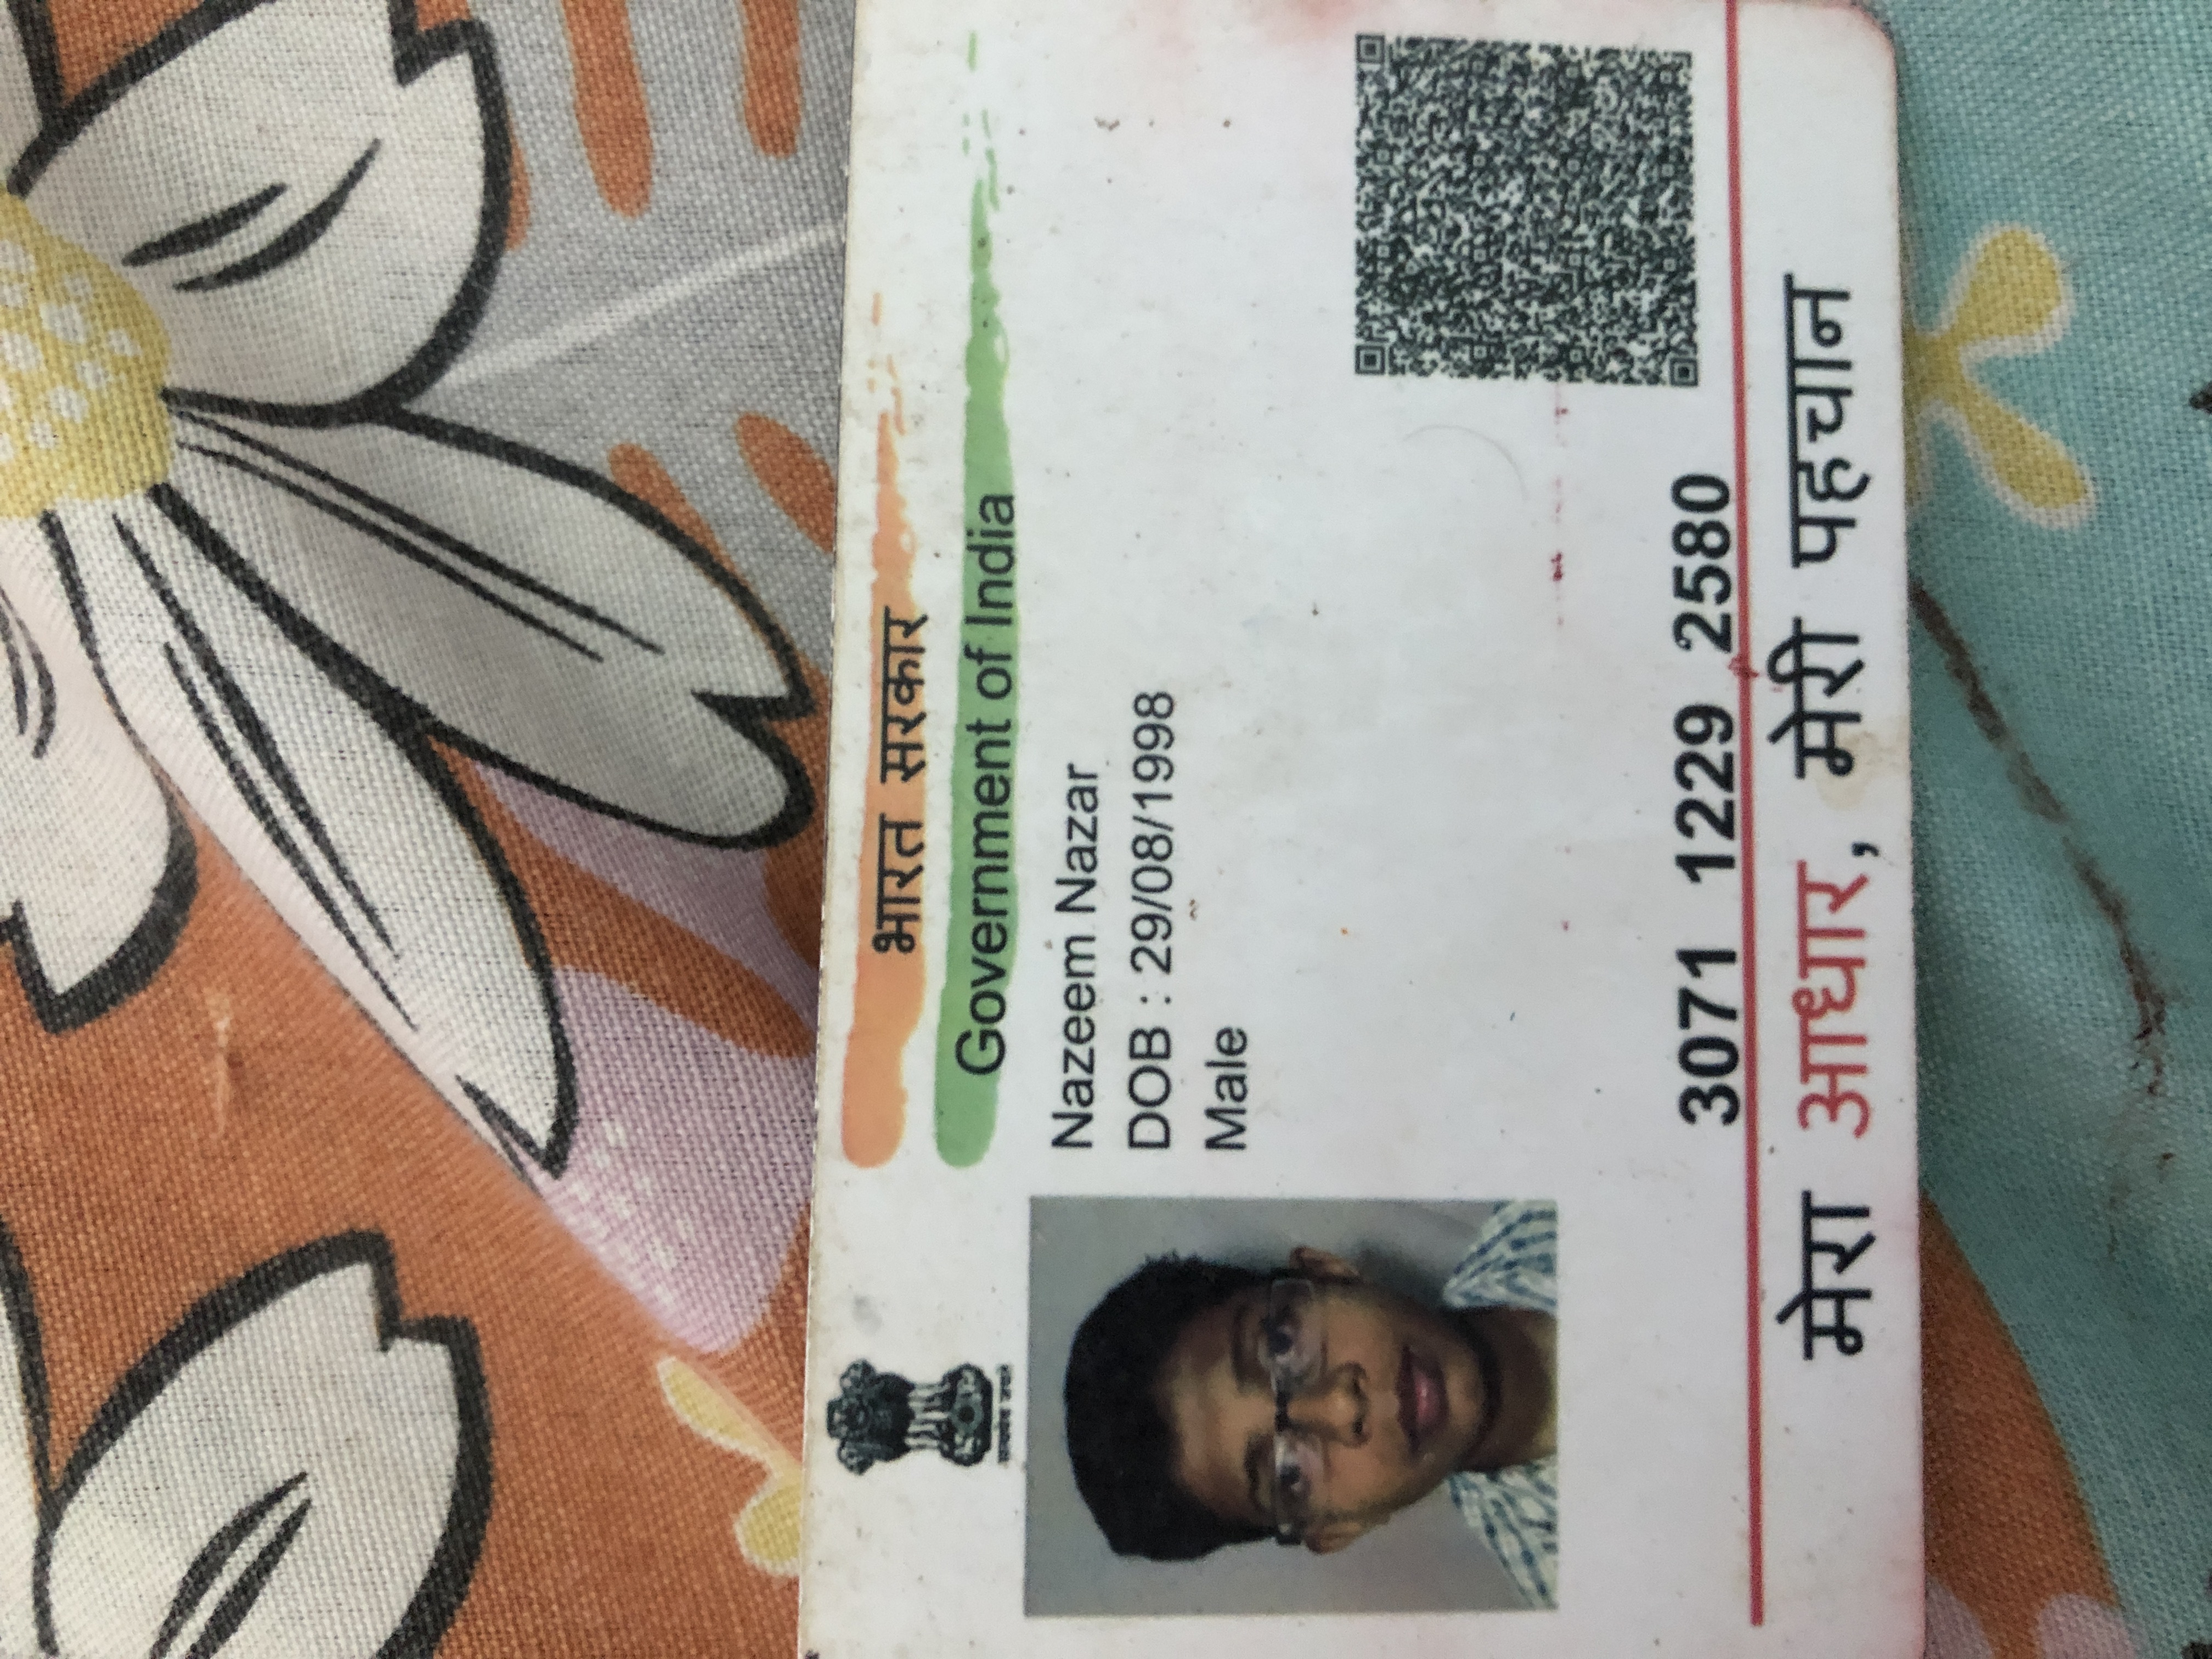 सत्यमेव जयते
भारत सरकार
Government of India
Nazeem Nazar
DOB : 29/08/1998
Male
3071 1229 2580
मेरा आधार, मेरी पहचान